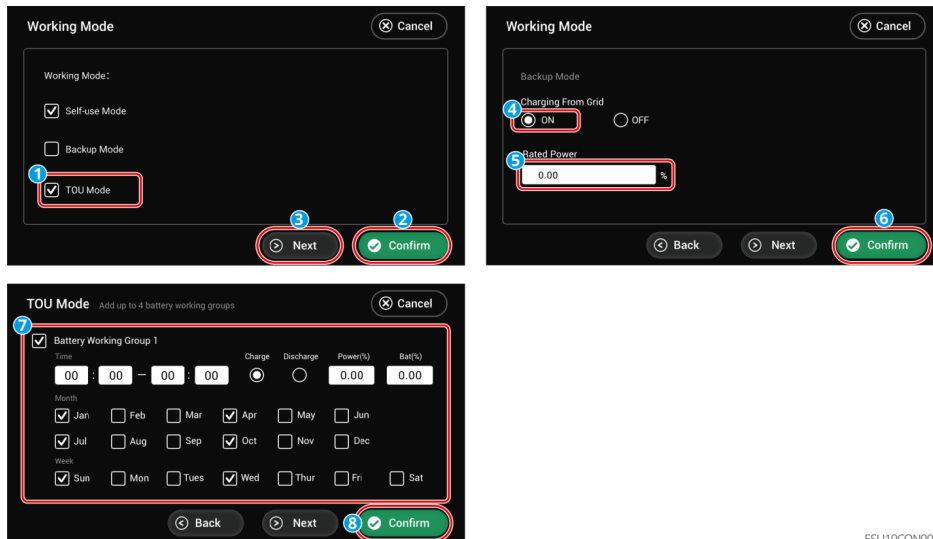 Working Mode
Cancel
Working Mode:
Self-use Mode
Backup Mode
1
TOU Mode
3
2
Next
Confirm
Working Mode
Cancel
Backup Mode
Charging From Grid
4
ON
OFF
Rated Power
5
0.00
%
6
Back
Next
Confirm
TOU Mode Add up to 4 battery working groups
Cancel
7
Battery Working Group 1
Time Charge Discharge Power(%) Bat(%)
00 : 00 — 00 : 00 0.00 0.00
Month
Jan Feb Mar Apr May Jun
Jul Aug Sep Oct Nov Dec
Week
Sun Mon Tues Wed Thur Fri Sat
Back Next 8 Confirm